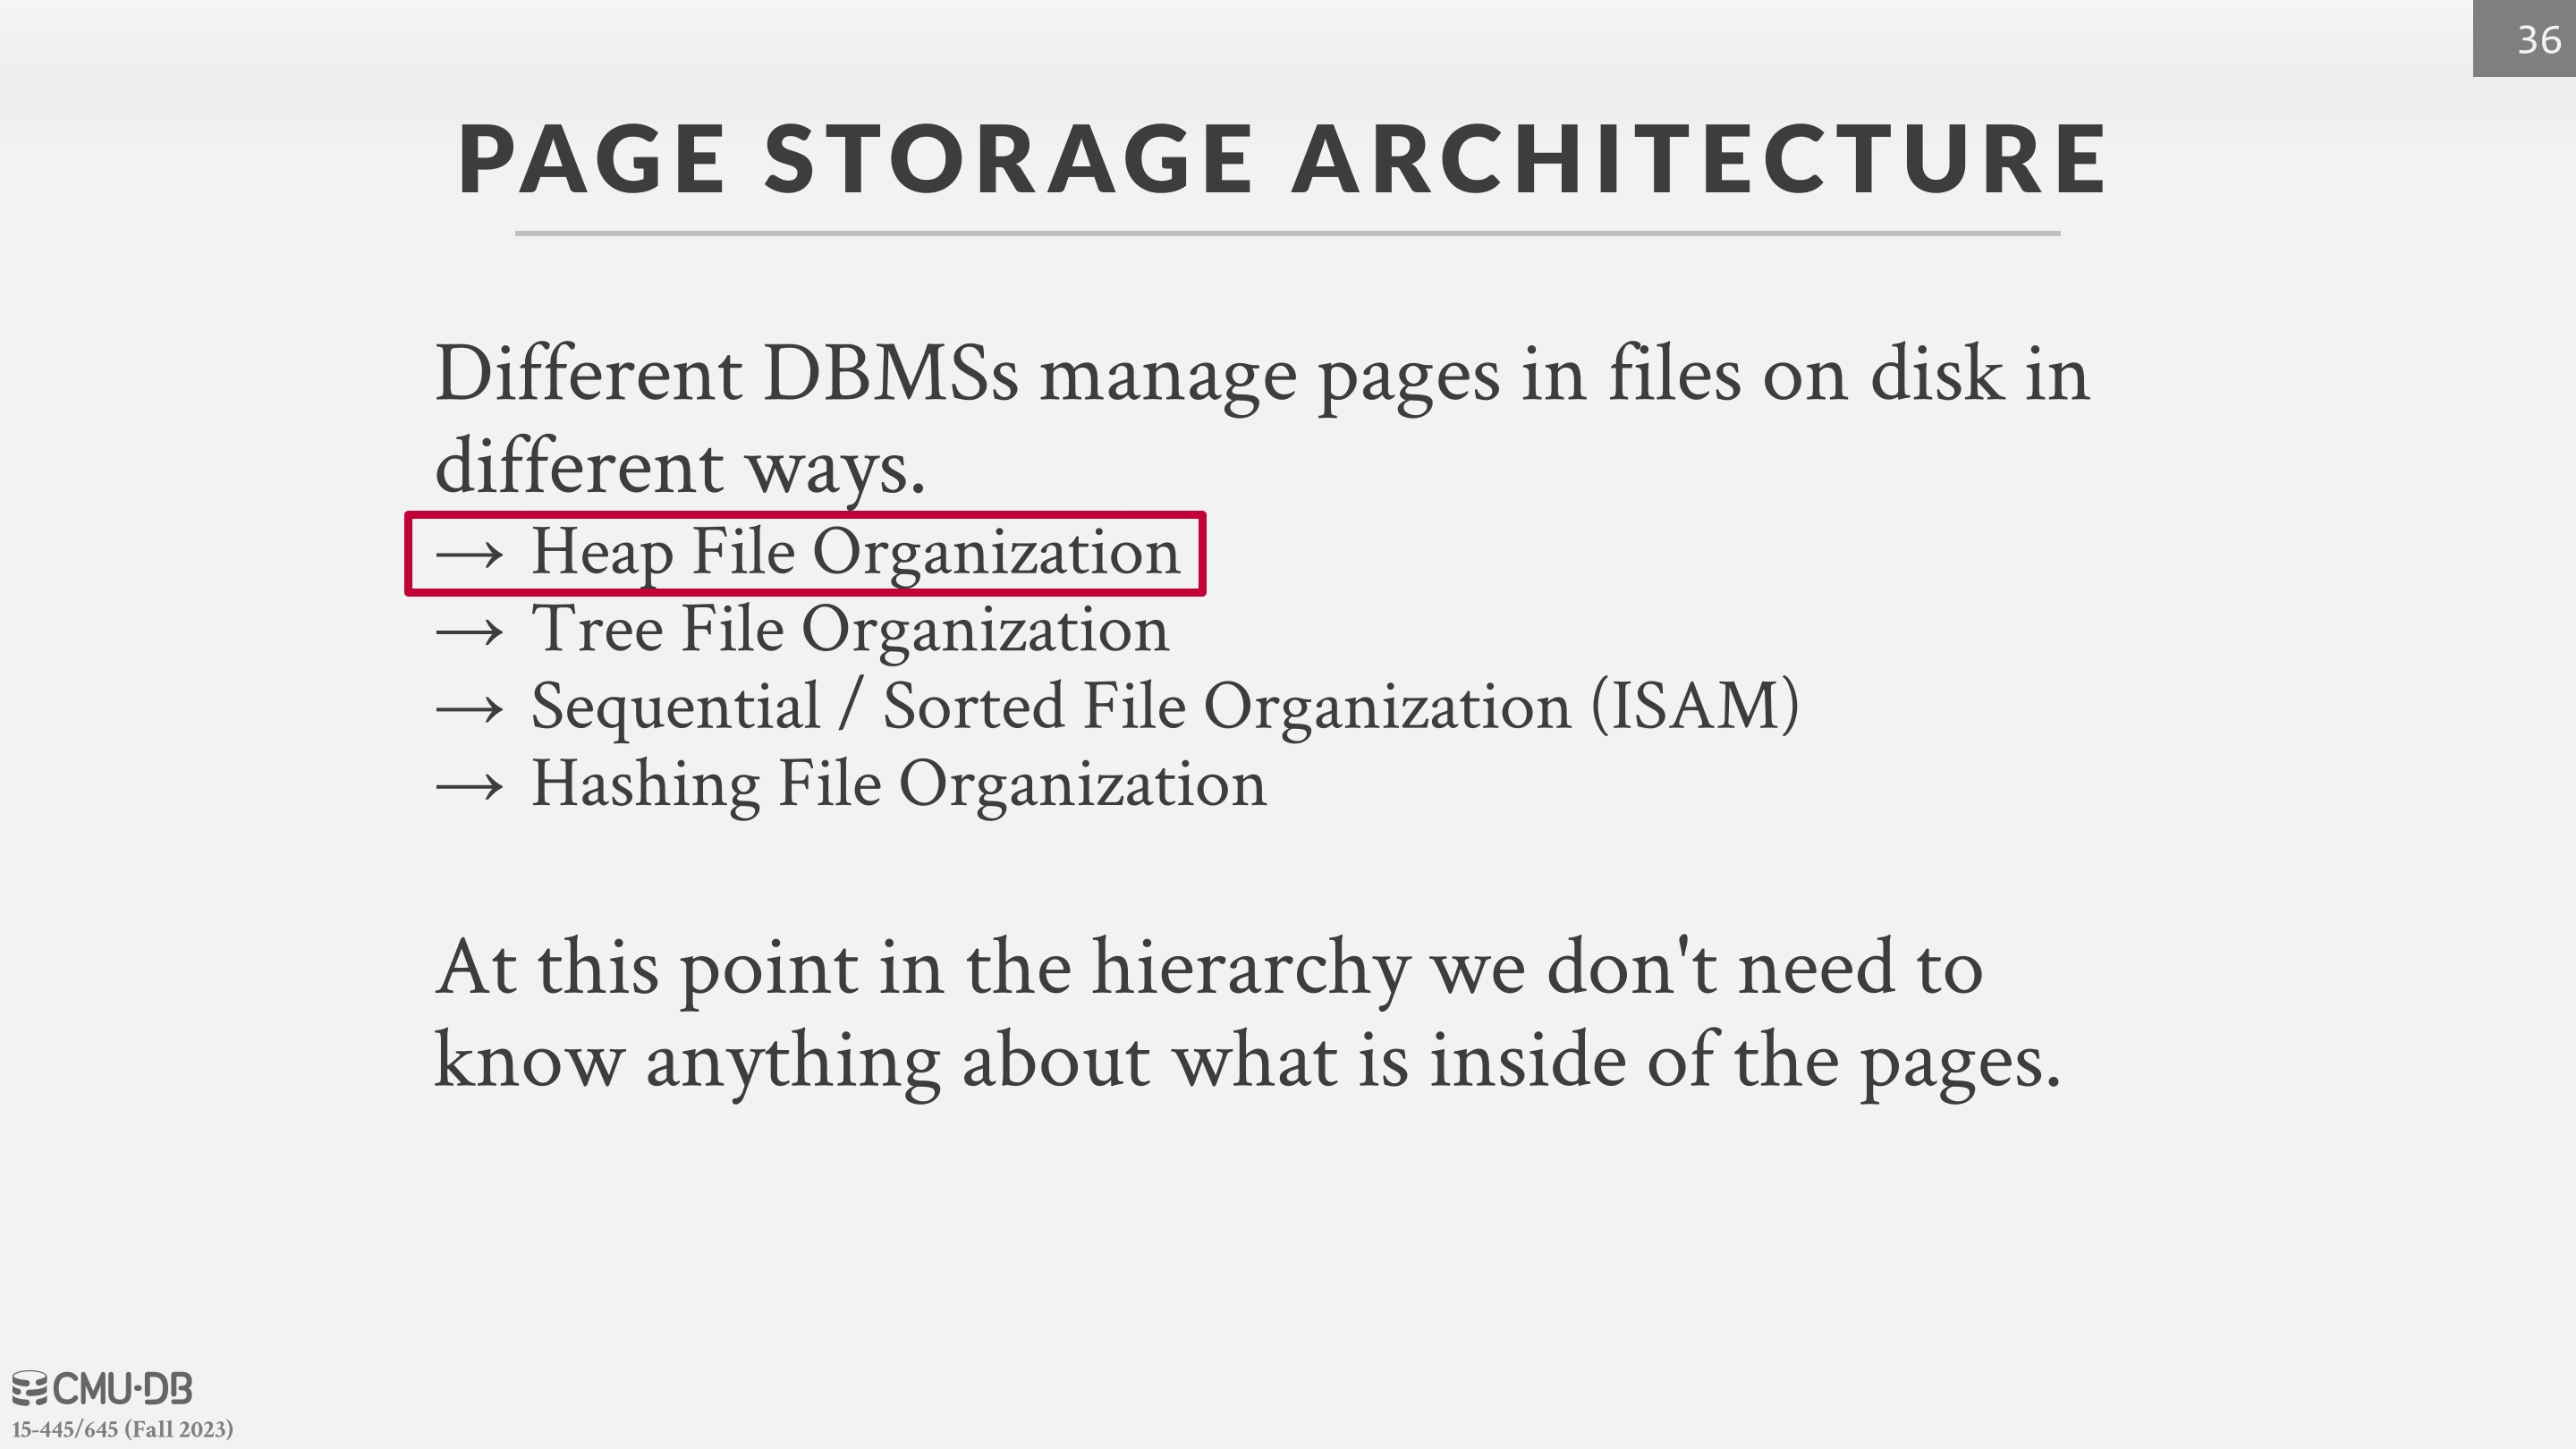 36
PAGE STORAGE ARCHITECTURE
Different DBMSs manage pages in files on disk in
different ways.
→ Heap File Organization
→ Tree File Organization
→ Sequential / Sorted File Organization (ISAM)
→ Hashing File Organization
At this point in the hierarchy we don't need to
know anything about what is inside of the pages.
CMU·DB
15-445/645 (Fall 2023)